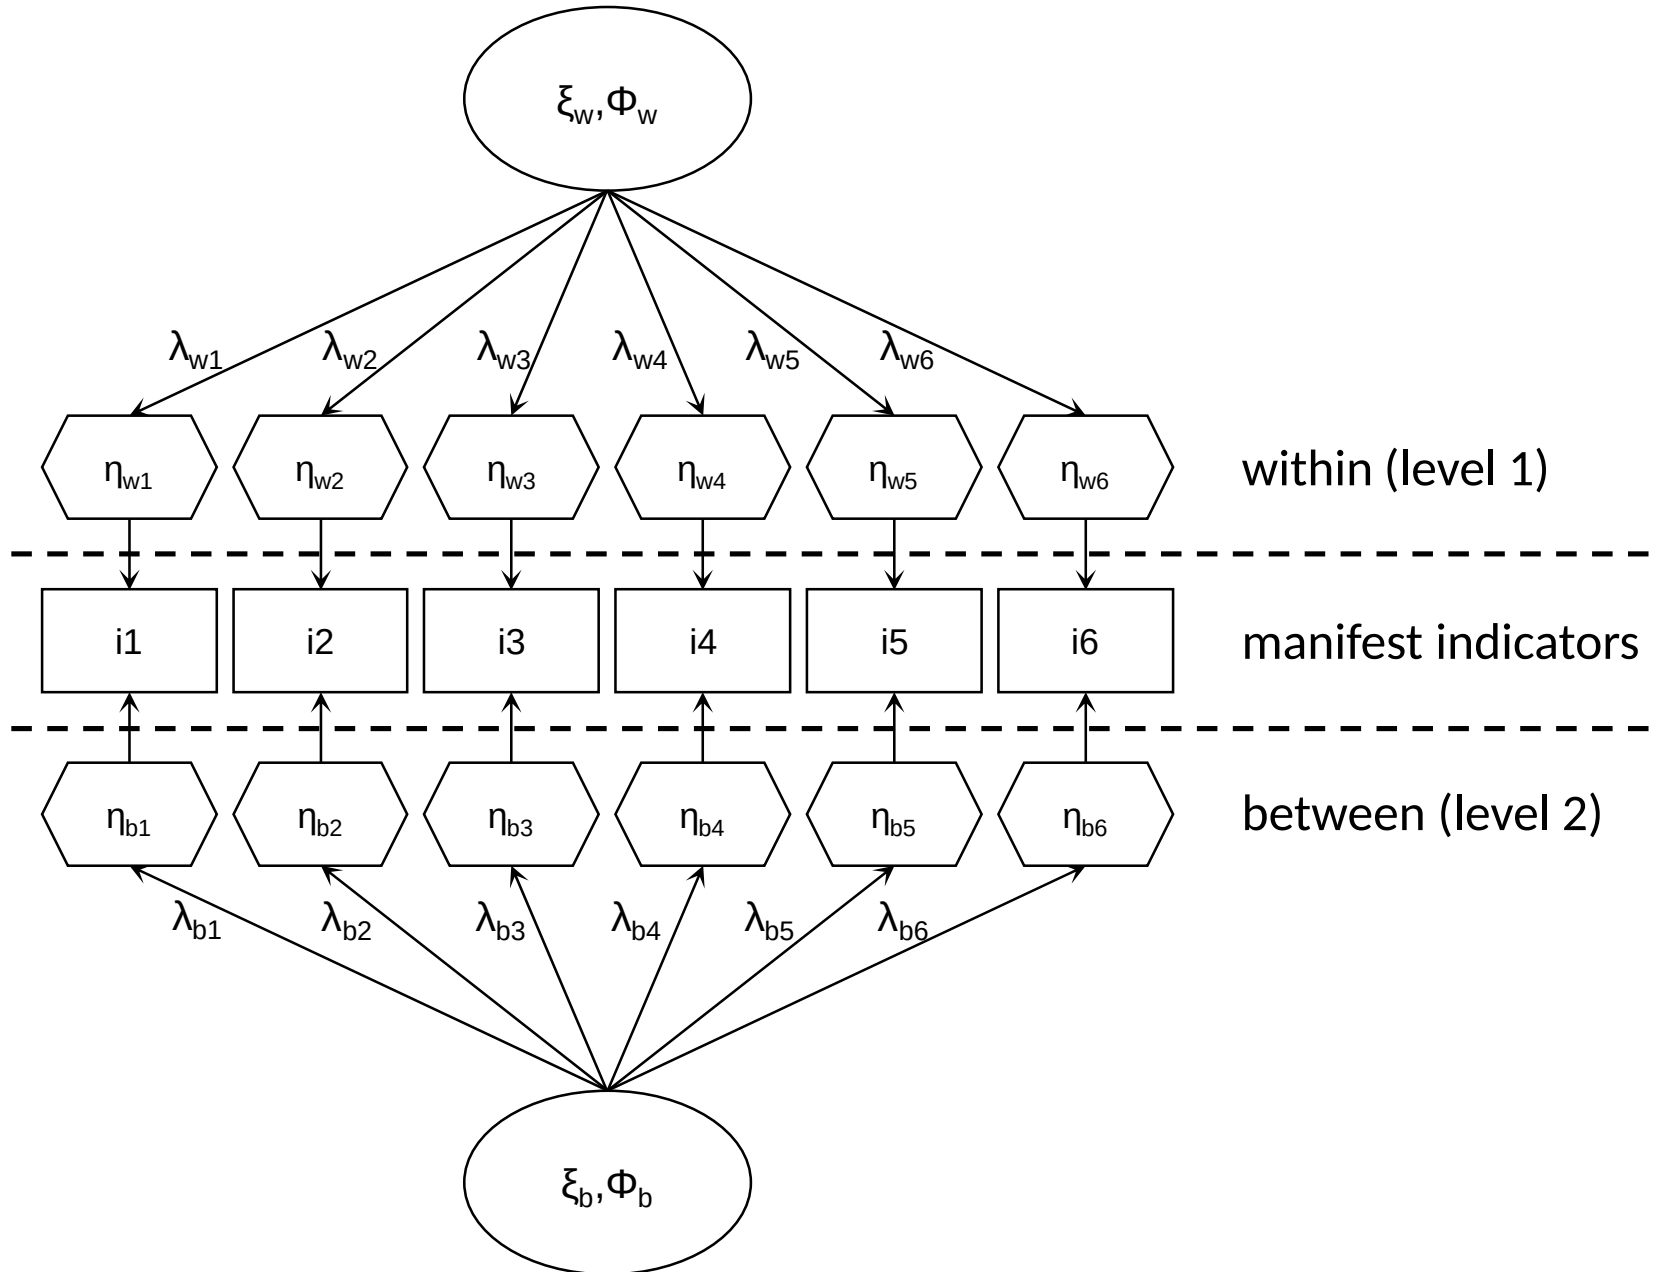 ξw,Φw
λw1 λw2 λw3 λw4 λw5 λw6
ηw1 ηw2 ηw3 ηw4 ηw5 ηw6 within (level 1)
i1 i2 i3 i4 i5 i6 manifest indicators
ηb1 ηb2 ηb3 ηb4 ηb5 ηb6 between (level 2)
λb1 λb2 λb3 λb4 λb5 λb6
ξb,Φb